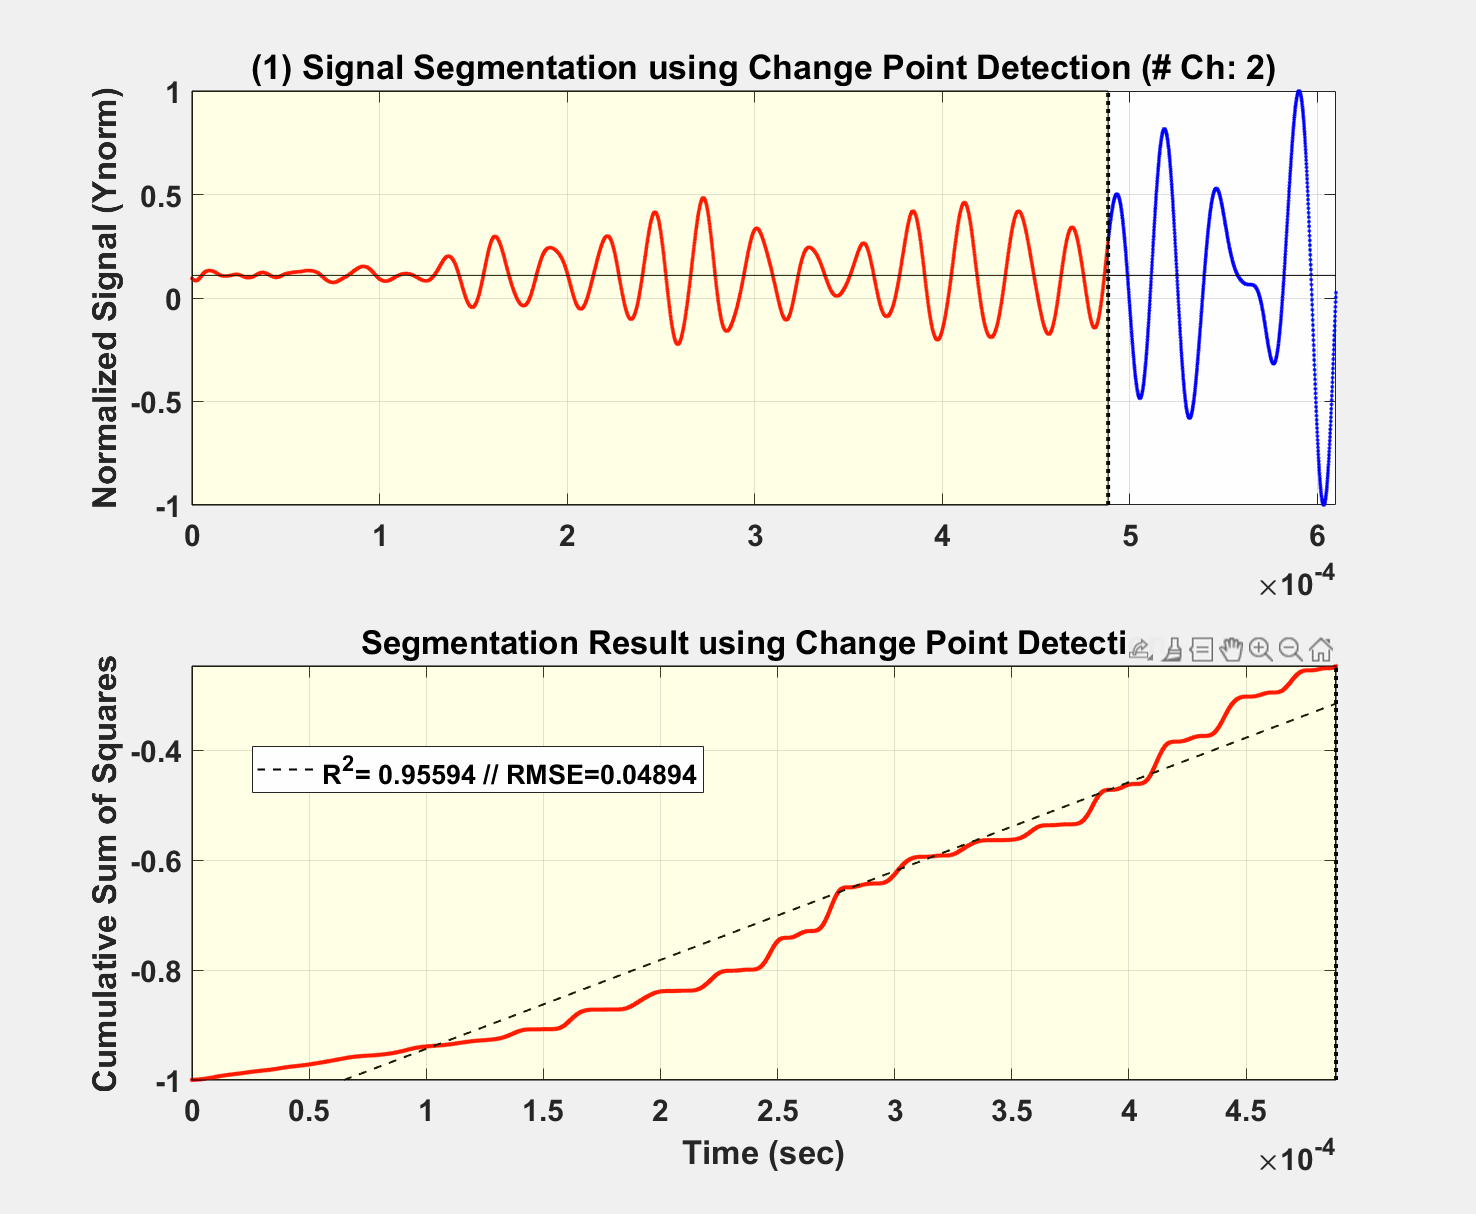 (1) Signal Segmentation using Change Point Detection (# Ch: 2)
Normalized Signal (Ynorm)
1
0.5
0
-0.5
-1
0 1 2 3 4 5 6
×10-4
Segmentation Result using Change Point Detecti
Cumulative Sum of Squares
-0.4
-0.6
-0.8
-1
R2= 0.95594 // RMSE=0.04894
0 0.5 1 1.5 2 2.5 3 3.5 4 4.5
Time (sec)
×10-4